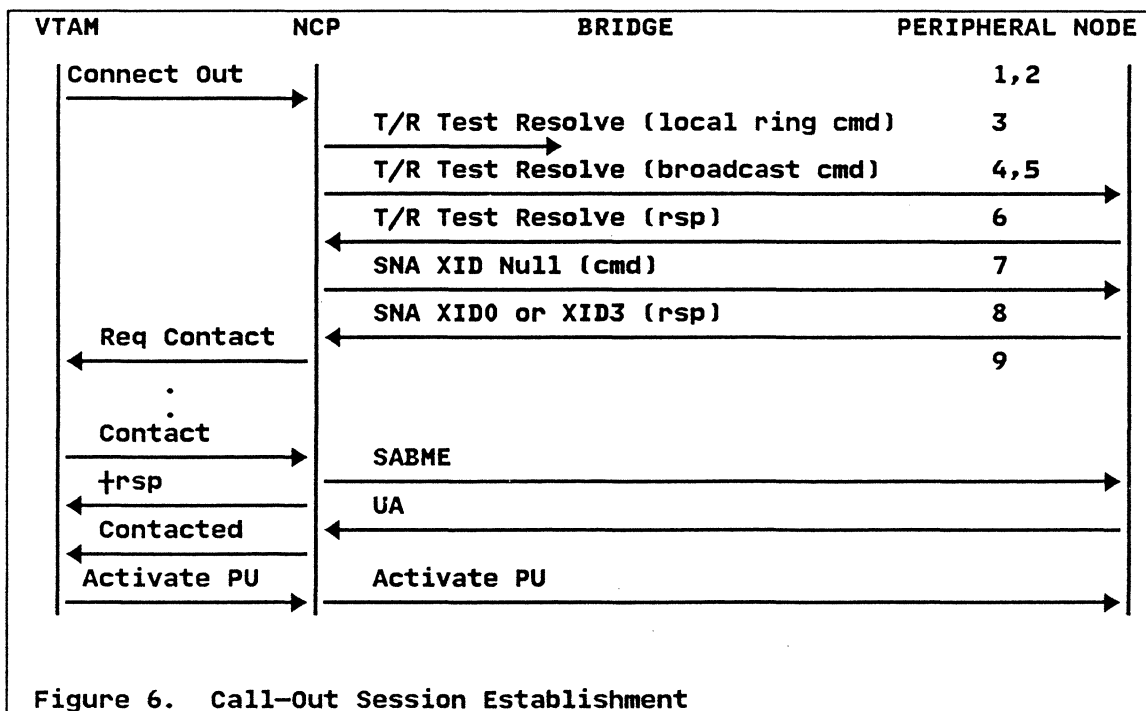 VTAM NCP BRIDGE PERIPHERAL NODE
Connect Out 1,2
T/R Test Resolve (local ring cmd) 3
T/R Test Resolve (broadcast cmd) 4,5
T/R Test Resolve (rsp) 6
SNA XID Null (cmd) 7
SNA XID0 or XID3 (rsp) 8
Req Contact
9
.
.
Contact
SABME
+rsp
UA
Contacted
Activate PU Activate PU
Figure 6. Call-Out Session Establishment